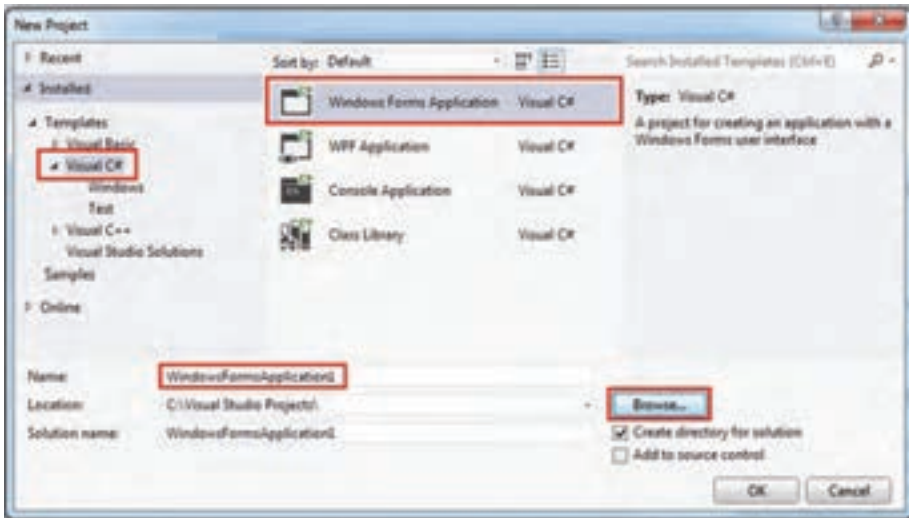 New Project
Recent
Installed
Templates
Visual Basic
Visual C#
Windows
Test
Visual C++
Visual Studio Solutions
Samples
Online
Sort by: Default
Search Installed Templates (Ctrl+E)
Windows Forms Application Visual C#
WPF Application Visual C#
Console Application Visual C#
Class Library Visual C#
Type: Visual C#
A project for creating an application with a
Windows Forms user interface
Name: WindowsFormsApplication1
Location: C:\Visual Studio Projects\
Solution name: WindowsFormsApplication1
Browse...
Create directory for solution
Add to source control
OK Cancel